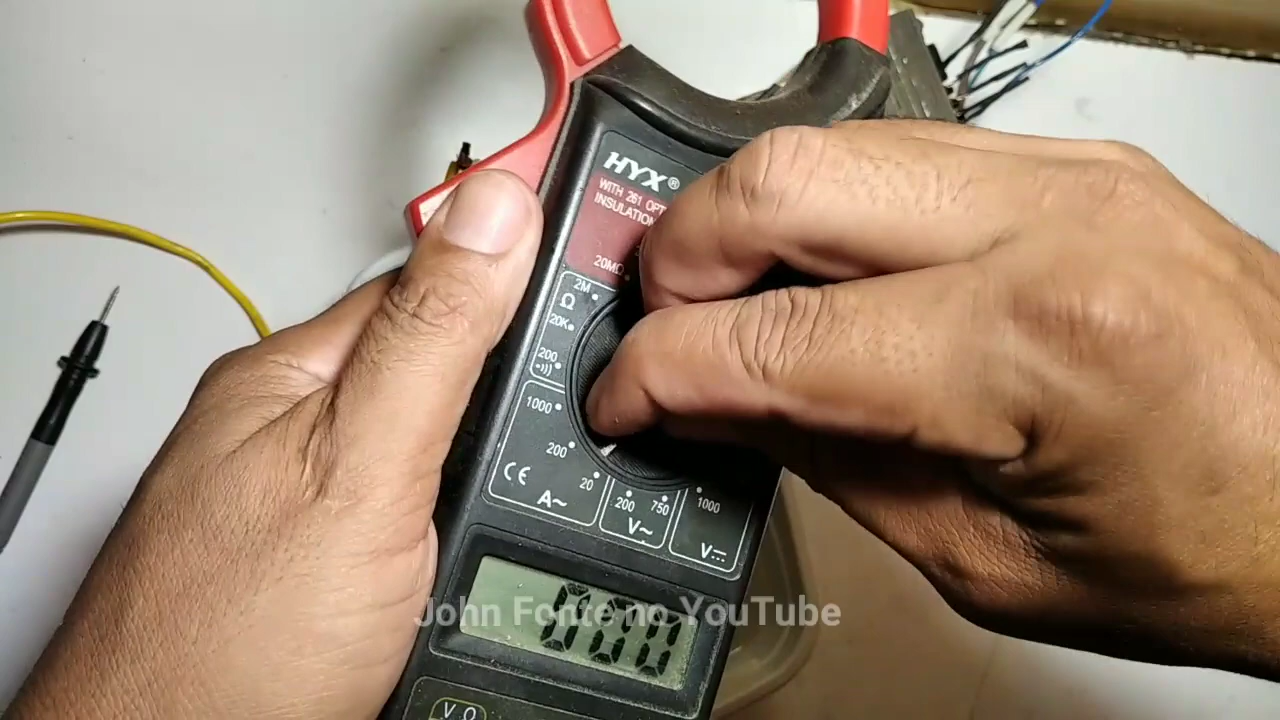 HYX®
WITH 261 OPT
INSULATION
20MΩ
2M
Ω
20K
200
1000
200
20
CE
A~
200
750
V~
1000
V⎓
000
John Fonte no YouTube
V Ω